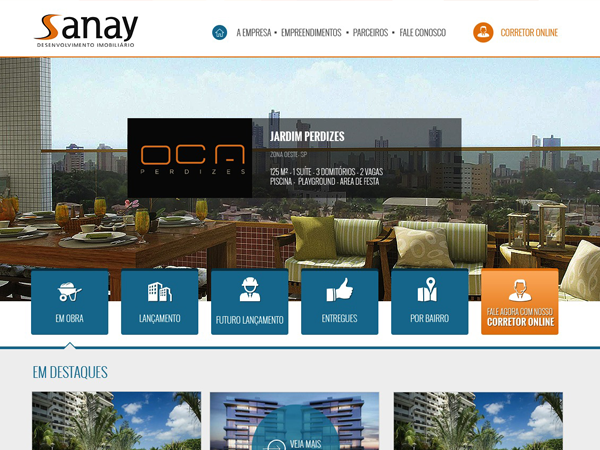 Sanay
DESENVOLVIMENTO IMOBILIÁRIO
A EMPRESA • EMPREENDIMENTOS • PARCEIROS • FALE CONOSCO
CORRETOR ONLINE
OCA
PERDIZES
JARDIM PERDIZES
ZONA OESTE- SP
125 M² - 1 SUÍTE - 3 DOMITÓRIOS - 2 VAGAS
PISCINA - PLAYGROUND - AREA DE FESTA
EM OBRA
LANÇAMENTO
FUTURO LANÇAMENTO
ENTREGUES
POR BAIRRO
FALE AGORA COM NOSSO
CORRETOR ONLINE
EM DESTAQUES
VEJA MAIS